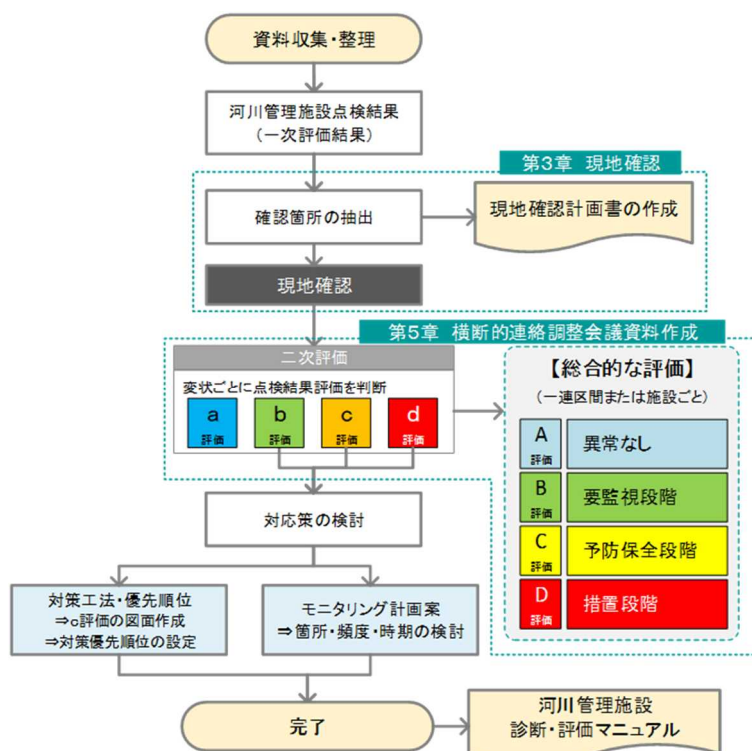 資料収集・整理
河川管理施設点検結果
（一次評価結果）
第3章 現地確認
確認箇所の抽出
現地確認計画書の作成
現地確認
第5章 横断的連絡調整会議資料作成
二次評価
変状ごとに点検結果評価を判断
a
評価
b
評価
c
評価
d
評価
【総合的な評価】
（一連区間または施設ごと）
A
評価
異常なし
B
評価
要監視段階
C
評価
予防保全段階
D
評価
措置段階
対応策の検討
対策工法・優先順位
⇒c評価の図面作成
⇒対策優先順位の設定
モニタリング計画案
⇒箇所・頻度・時期の検討
完了
河川管理施設
診断・評価マニュアル